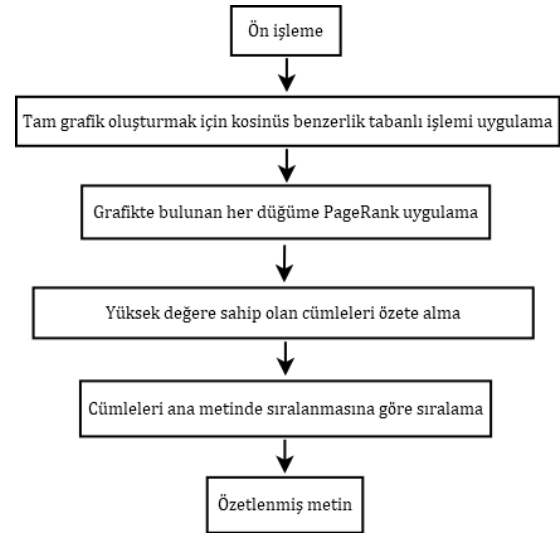 Ön işleme
Tam grafik oluşturmak için kosinüs benzerlik tabanlı işlemi uygulama
Grafikte bulunan her düğüme PageRank uygulama
Yüksek değere sahip olan cümleleri özete alma
Cümleleri ana metinde sıralanmasına göre sıralama
Özetlenmiş metin